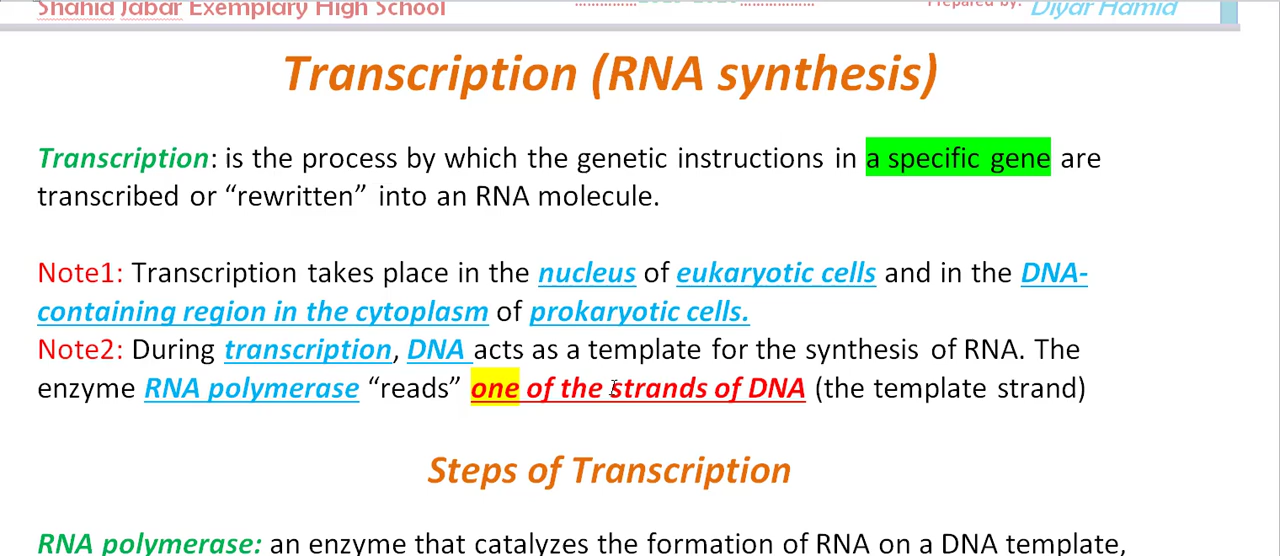 Shahid Jabar Exemplary High School Prepared by: Diyar Hamid
Transcription (RNA synthesis)
Transcription: is the process by which the genetic instructions in a specific gene are
transcribed or “rewritten” into an RNA molecule.
Note1: Transcription takes place in the nucleus of eukaryotic cells and in the DNA-
containing region in the cytoplasm of prokaryotic cells.
Note2: During transcription, DNA acts as a template for the synthesis of RNA. The
enzyme RNA polymerase “reads” one of the strands of DNA (the template strand)
Steps of Transcription
RNA polymerase: an enzyme that catalyzes the formation of RNA on a DNA template,